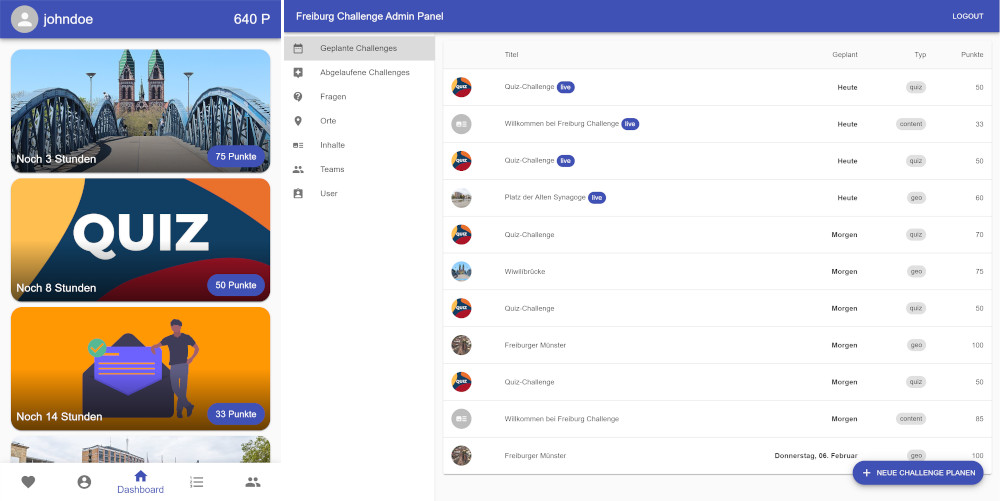 johndoe
640 P
Noch 3 Stunden
75 Punkte
QUIZ
Noch 8 Stunden
50 Punkte
Noch 14 Stunden
33 Punkte
Dashboard
Freiburg Challenge Admin Panel
LOGOUT
Geplante Challenges
Abgelaufene Challenges
Fragen
Orte
Inhalte
Teams
User
Titel Geplant Typ Punkte
QUIZ Quiz-Challenge live Heute quiz 50
Willkommen bei Freiburg Challenge live Heute content 33
QUIZ Quiz-Challenge live Heute quiz 50
Platz der Alten Synagoge live Heute geo 60
QUIZ Quiz-Challenge Morgen quiz 70
Wiwilibrücke Morgen geo 75
QUIZ Quiz-Challenge Morgen quiz 50
Freiburger Münster Morgen geo 100
QUIZ Quiz-Challenge Morgen quiz 50
Willkommen bei Freiburg Challenge Morgen content 85
Freiburger Münster Donnerstag, 06. Februar geo 100
NEUE CHALLENGE PLANEN